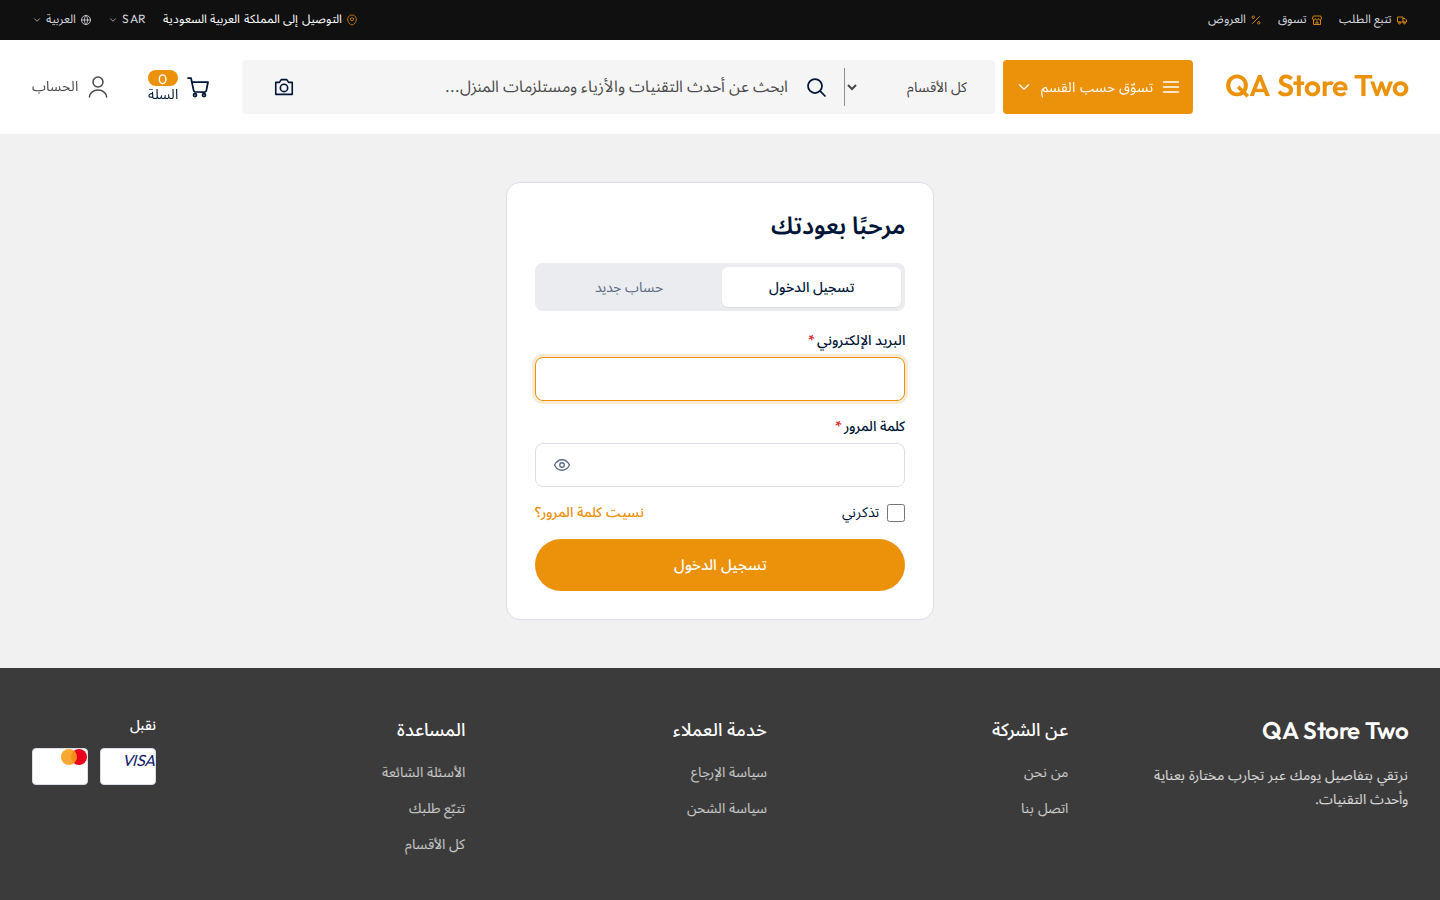 تتبع الطلب
تسوق
العروض
التوصيل إلى المملكة العربية السعودية
SAR
العربية
QA Store Two
تسوّق حسب القسم
كل الأقسام
ابحث عن أحدث التقنيات والأزياء ومستلزمات المنزل...
0
السلة
الحساب
مرحبًا بعودتك
تسجيل الدخول
حساب جديد
البريد الإلكتروني *
كلمة المرور *
تذكرني
نسيت كلمة المرور؟
تسجيل الدخول
QA Store Two
نرتقي بتفاصيل يومك عبر تجارب مختارة بعناية
وأحدث التقنيات.
عن الشركة
من نحن
اتصل بنا
خدمة العملاء
سياسة الإرجاع
سياسة الشحن
المساعدة
الأسئلة الشائعة
تتبّع طلبك
كل الأقسام
نقبل
VISA